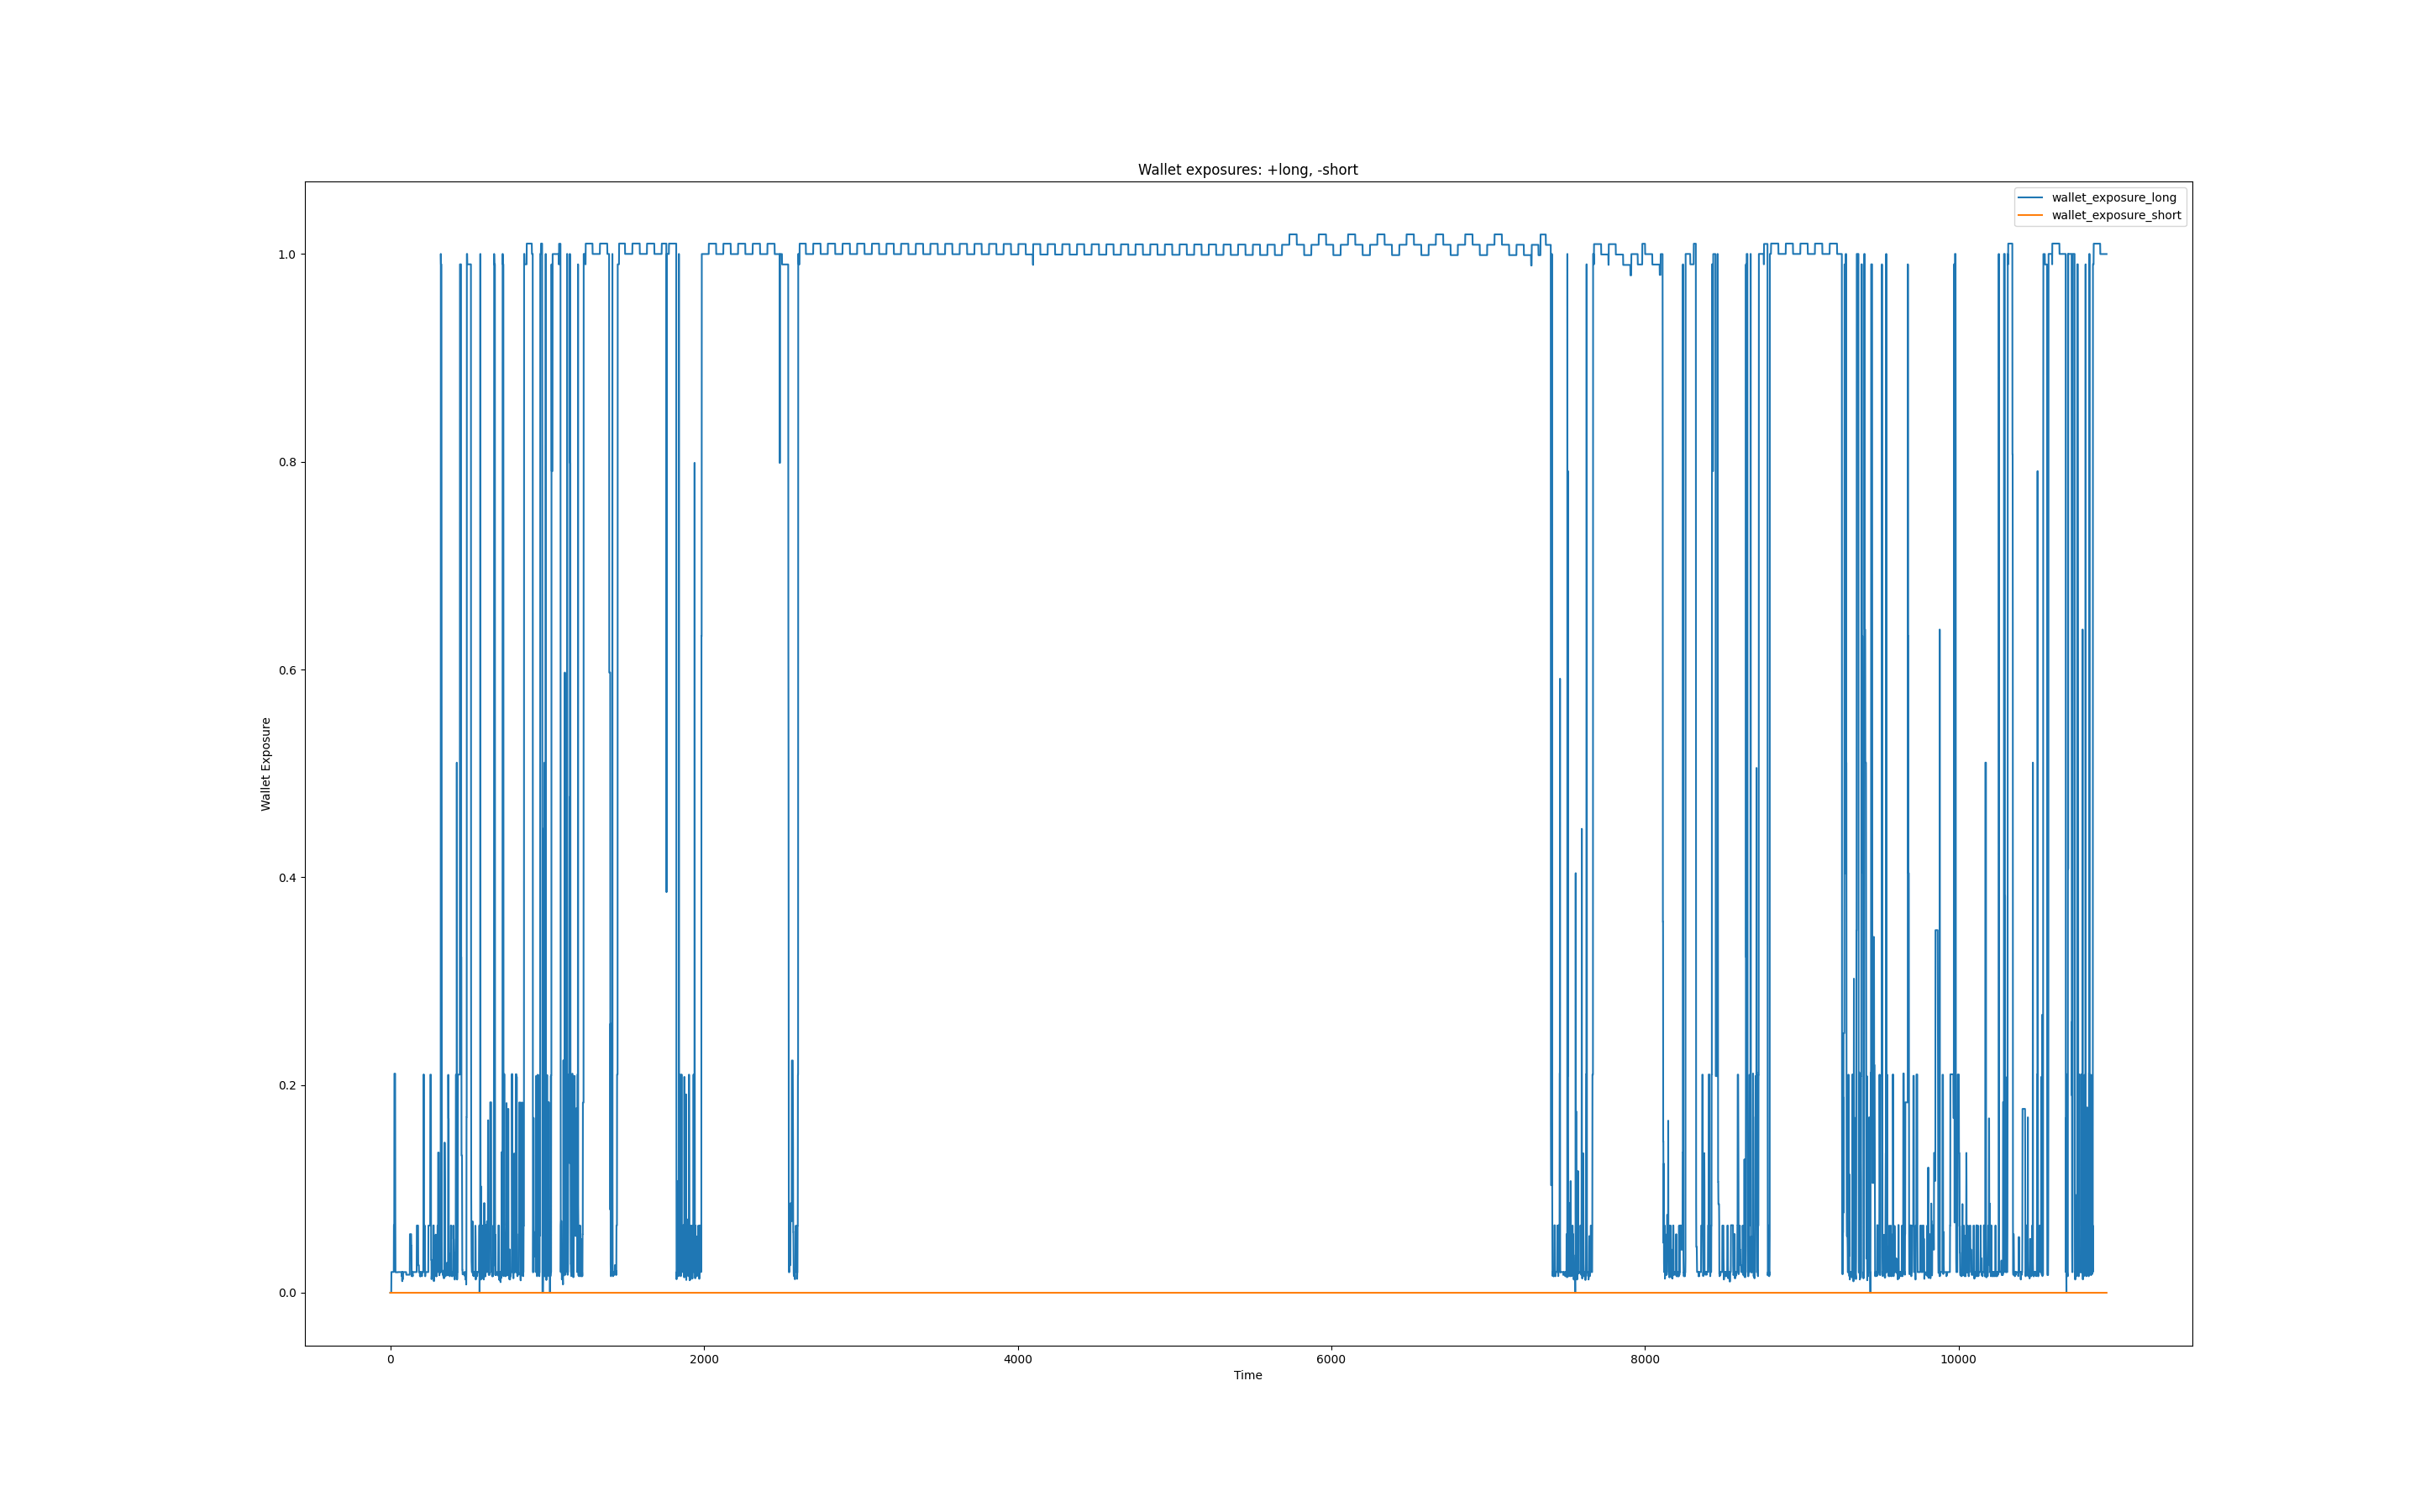 Wallet exposures: +long, -short
wallet_exposure_long
wallet_exposure_short
1.0
0.8
0.6
0.4
0.2
0.0
Wallet Exposure
0 2000 4000 6000 8000 10000
Time